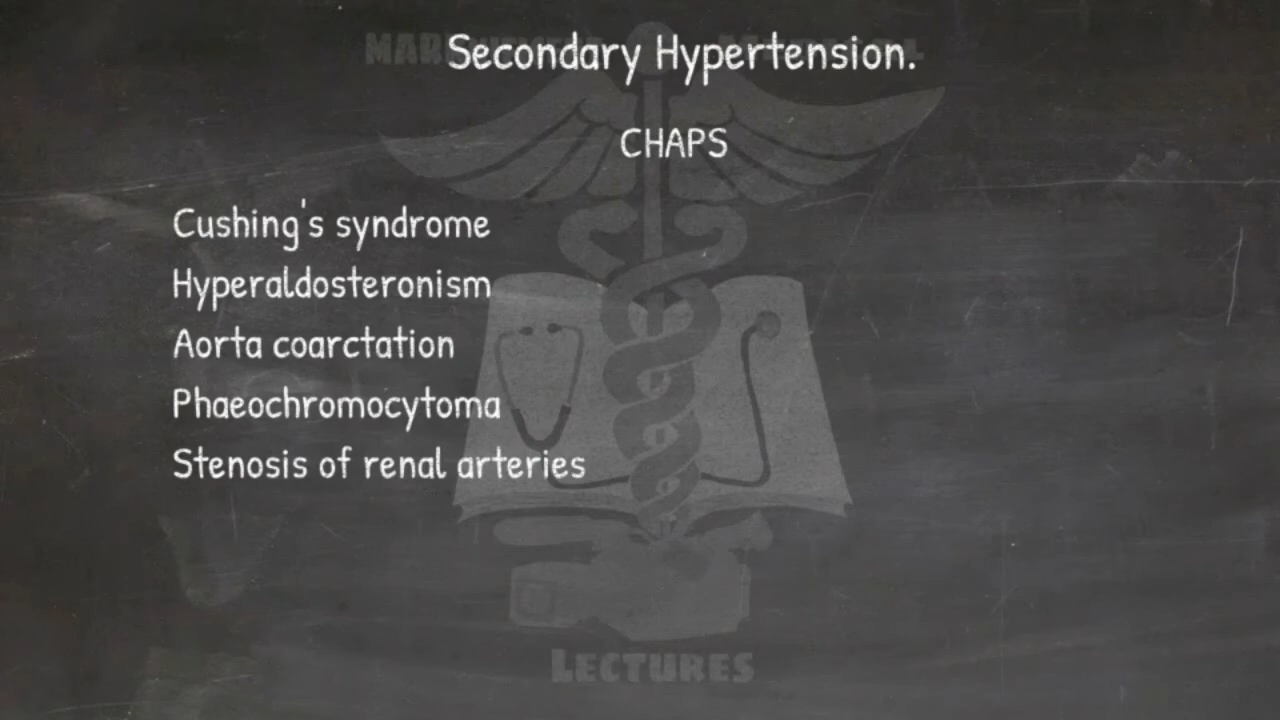 Secondary Hypertension.
CHAPS
Cushing's syndrome
Hyperaldosteronism
Aorta coarctation
Phaeochromocytoma
Stenosis of renal arteries
LECTURES